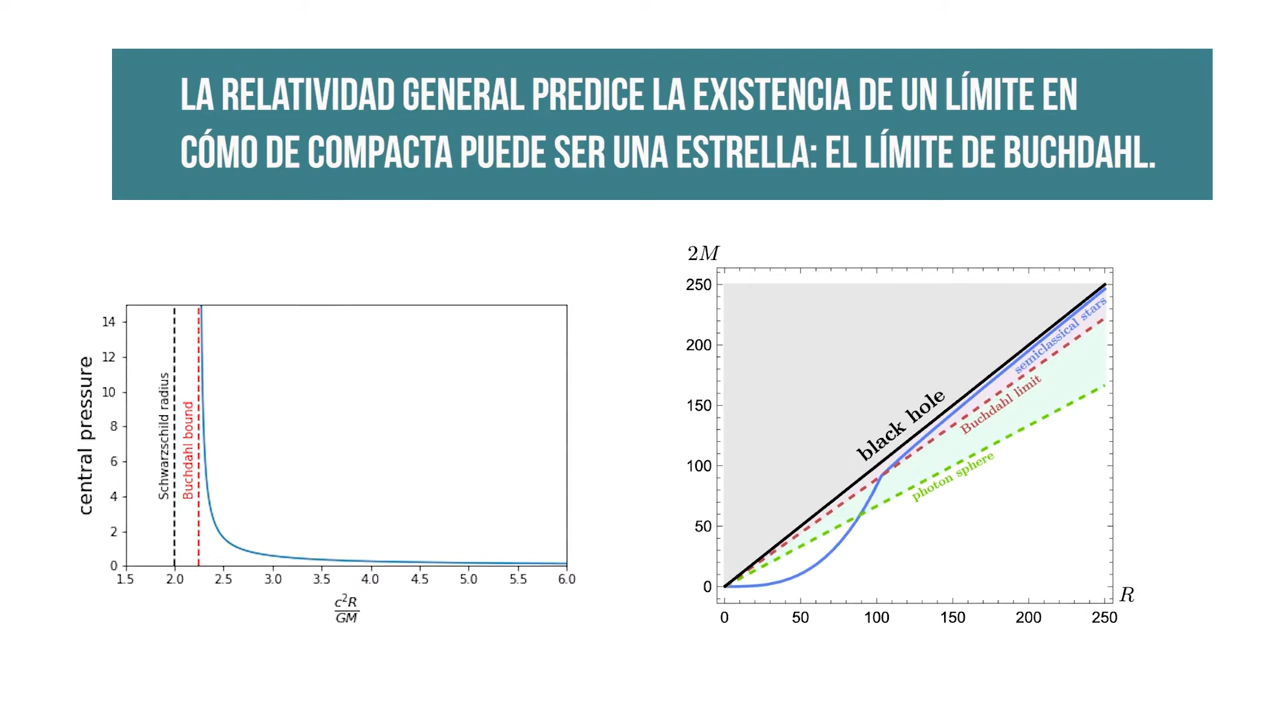 LA RELATIVIDAD GENERAL PREDICE LA EXISTENCIA DE UN LÍMITE EN
CÓMO DE COMPACTA PUEDE SER UNA ESTRELLA: EL LÍMITE DE BUCHDAHL.
central pressure
14
12
10
8
6
4
2
0
Schwarzschild radius
Buchdahl bound
1.5 2.0 2.5 3.0 3.5 4.0 4.5 5.0 5.5 6.0
c²R
GM
2M
250
200
150
100
50
0
black hole
semiclassical stars
Buchdahl limit
photon sphere
0 50 100 150 200 250
R